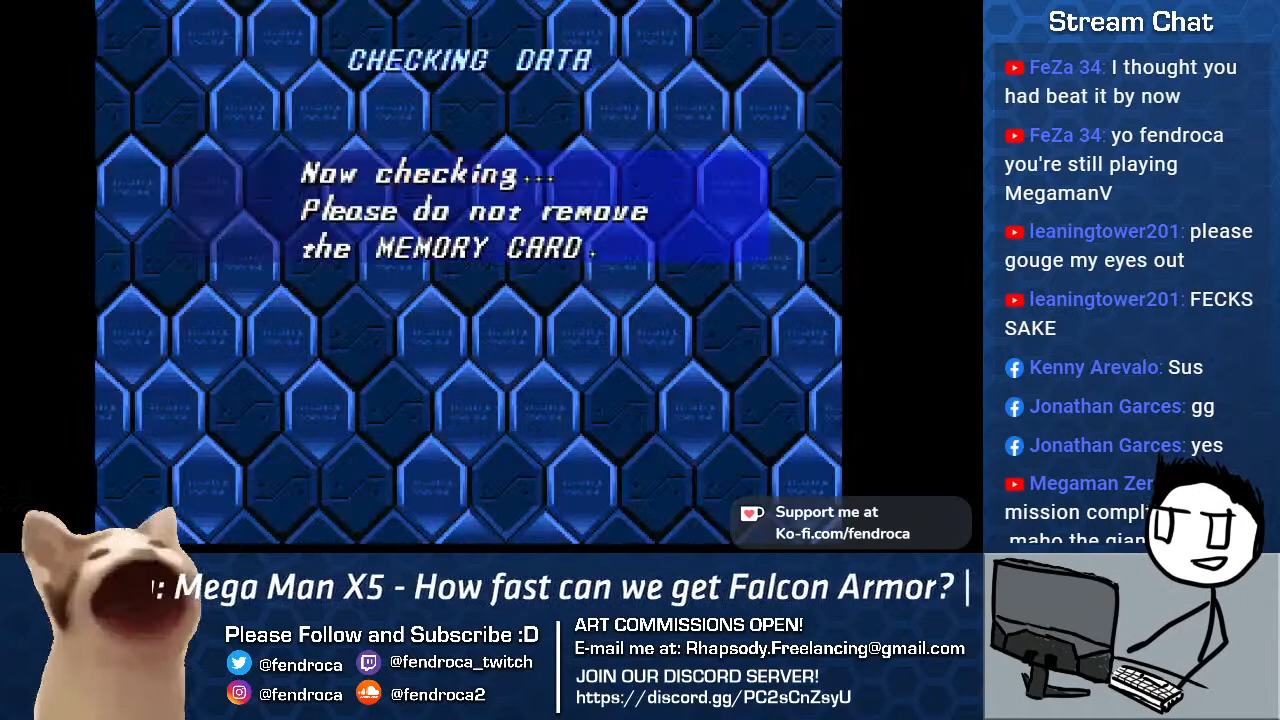 CHECKING DATA
Now checking...
Please do not remove
the MEMORY CARD.
Support me at
Ko-fi.com/fendroca
Stream Chat
FeZa 34: I thought you
had beat it by now
FeZa 34: yo fendroca
you're still playing
MegamanV
leaningtower201: please
gouge my eyes out
leaningtower201: FECKS
SAKE
Kenny Arevalo: Sus
Jonathan Garces: gg
Jonathan Garces: yes
Megaman Zer
mission compl
maho the gian
: Mega Man X5 - How fast can we get Falcon Armor? |
Please Follow and Subscribe :D
@fendroca
@fendroca_twitch
@fendroca
@fendroca2
ART COMMISSIONS OPEN!
E-mail me at: Rhapsody.Freelancing@gmail.com
JOIN OUR DISCORD SERVER!
https://discord.gg/PC2sCnZsyU